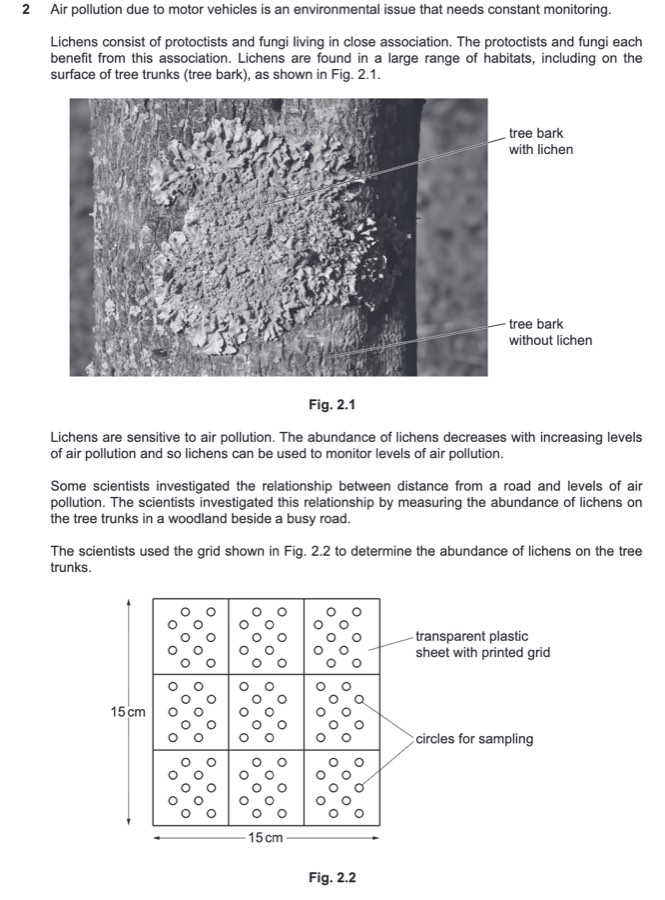 2 Air pollution due to motor vehicles is an environmental issue that needs constant monitoring.
Lichens consist of protoctists and fungi living in close association. The protoctists and fungi each
benefit from this association. Lichens are found in a large range of habitats, including on the
surface of tree trunks (tree bark), as shown in Fig. 2.1.
tree bark
with lichen
tree bark
without lichen
Fig. 2.1
Lichens are sensitive to air pollution. The abundance of lichens decreases with increasing levels
of air pollution and so lichens can be used to monitor levels of air pollution.
Some scientists investigated the relationship between distance from a road and levels of air
pollution. The scientists investigated this relationship by measuring the abundance of lichens on
the tree trunks in a woodland beside a busy road.
The scientists used the grid shown in Fig. 2.2 to determine the abundance of lichens on the tree
trunks.
transparent plastic
sheet with printed grid
15 cm
circles for sampling
15 cm
Fig. 2.2